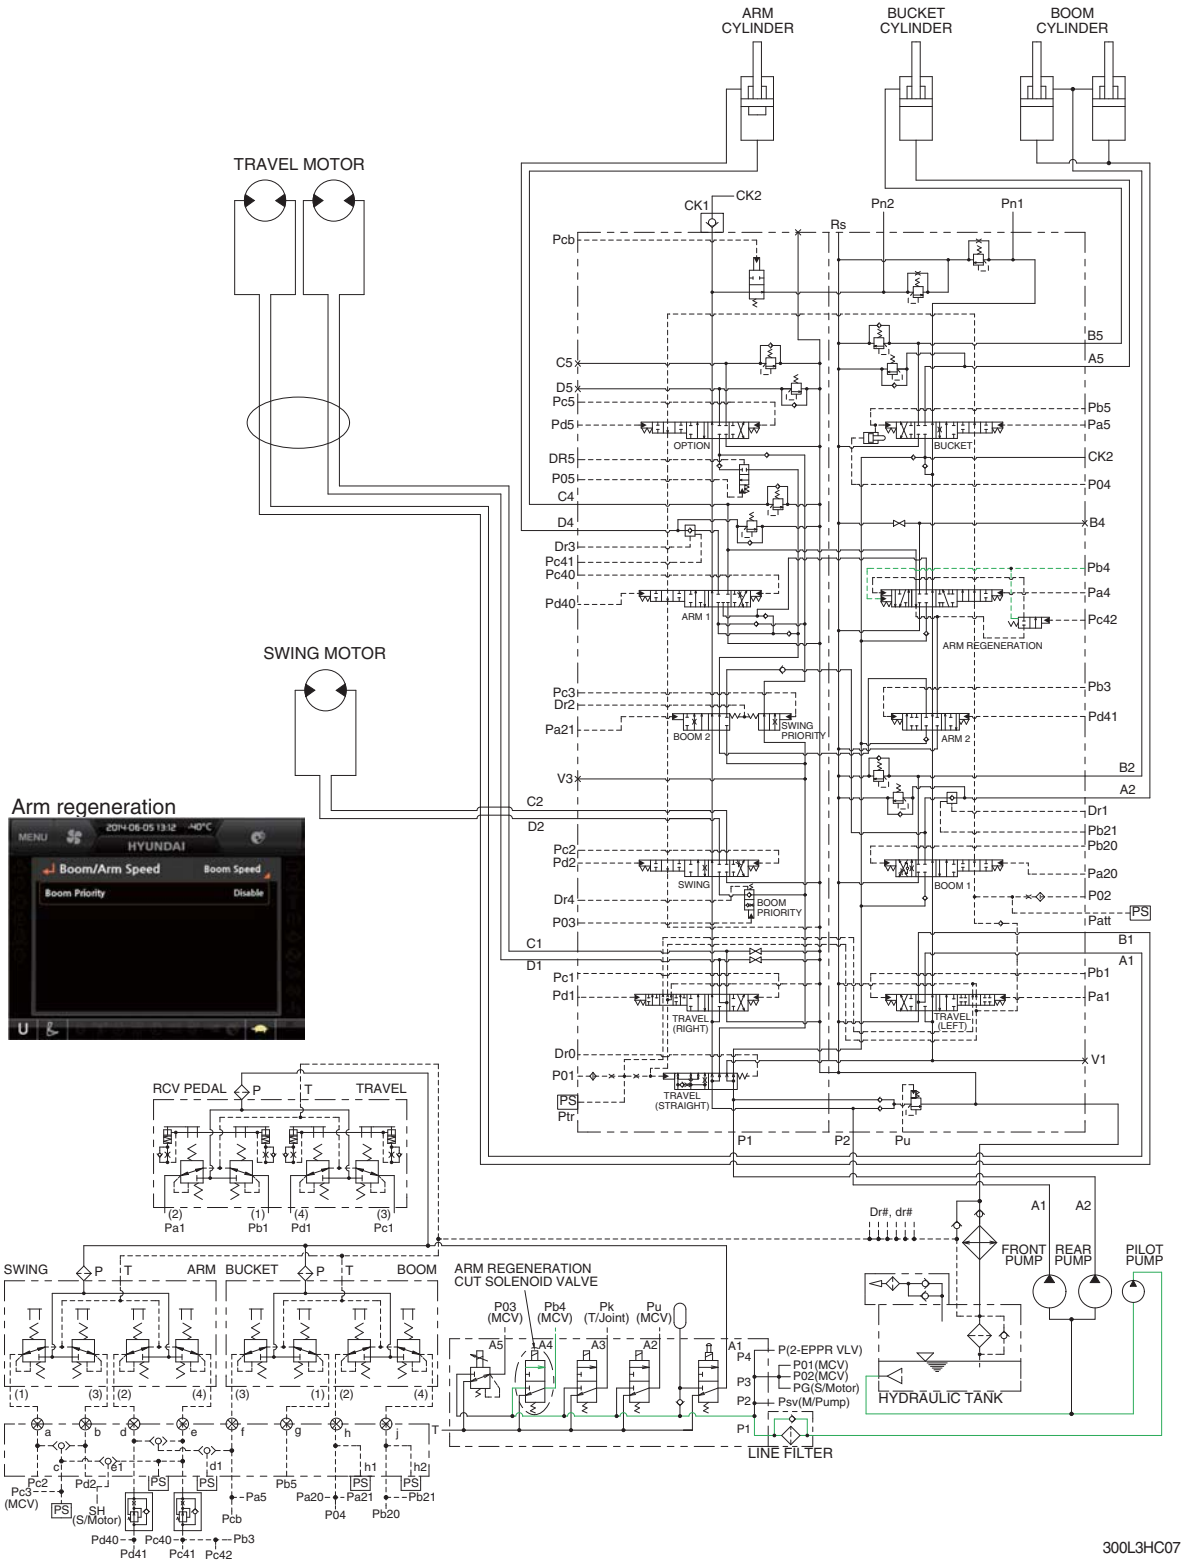 ARM
CYLINDER
BUCKET
CYLINDER
BOOM
CYLINDER
TRAVEL MOTOR
CK1
CK2
Pn2
Pn1
Rs
Pcb
B5
A5
C5
D5
Pc5
Pd5
Pb5
Pa5
OPTION
BUCKET
DR5
CK2
P05
P04
C4
D4
B4
Dr3
Pc41
Pc40
Pb4
Pa4
Pd40
ARM 1
Pc42
ARM REGENERATION
SWING MOTOR
Pc3
Dr2
Pb3
Pa21
Pd41
BOOM 2
SWING
PRIORITY
ARM 2
V3
B2
A2
C2
D2
Dr1
Pb21
Pb20
Pc2
Pd2
SWING
BOOM 1
Pa20
Dr4
BOOM
PRIORITY
P02
PS
P03
Patt
C1
B1
D1
A1
Pc1
Pb1
Pd1
Pa1
TRAVEL
(RIGHT)
TRAVEL
(LEFT)
Dr0
V1
P01
PS
Ptr
TRAVEL
(STRAIGHT)
P1
P2
Pu
Arm regeneration
MENU
2014-06-05 13:12 -40°C
HYUNDAI
Boom/Arm Speed
Boom Speed
Boom Priority
Disable
U
RCV PEDAL
P
T
TRAVEL
(2)
(1)
(4)
(3)
Pa1
Pb1
Pd1
Pc1
SWING
P
T
ARM
BUCKET
P
T
BOOM
(1)
(3)
(2)
(4)
(3)
(1)
(2)
(4)
a
b
d
e
f
g
h
j
c
e1
d1
h1
h2
Pc2
Pd2
PS
PS
Pb5
PS
PS
Pc3
(MCV)
PS
SH
(S/Motor)
Pa5
Pcb
Pa20
Pa21
P04
Pb21
Pb20
Pd40
Pd41
Pc40
Pc41
Pb3
Pc42
ARM REGENERATION
CUT SOLENOID VALVE
P03
(MCV)
Pb4
(MCV)
Pk
(T/Joint)
Pu
(MCV)
A5
A4
A3
A2
A1
P4
P3
P2
P1
T
P(2-EPPR VLV)
P01(MCV)
P02(MCV)
PG(S/Motor)
Psv(M/Pump)
LINE FILTER
Dr#, dr#
A1
A2
FRONT
PUMP
REAR
PUMP
PILOT
PUMP
HYDRAULIC TANK
300L3HC07